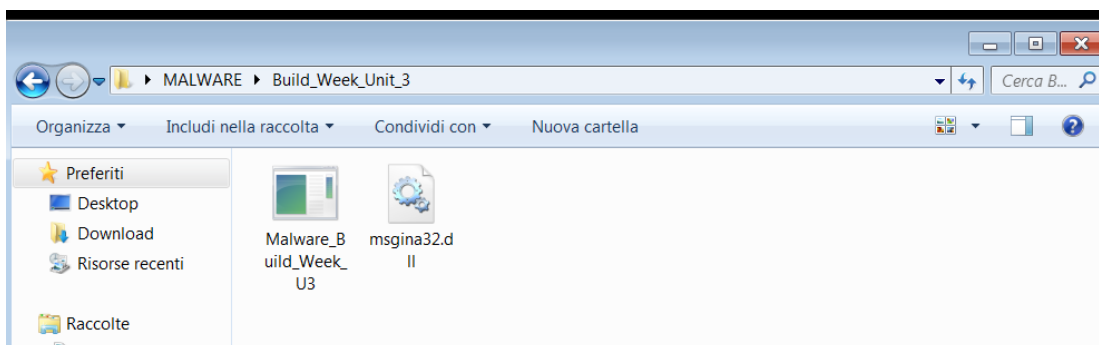 MALWARE Build_Week_Unit_3
Cerca B...
Organizza Includi nella raccolta Condividi con Nuova cartella
Preferiti
Desktop
Download
Risorse recenti
Raccolte
Malware_B
uild_Week_
U3
msgina32.d
ll